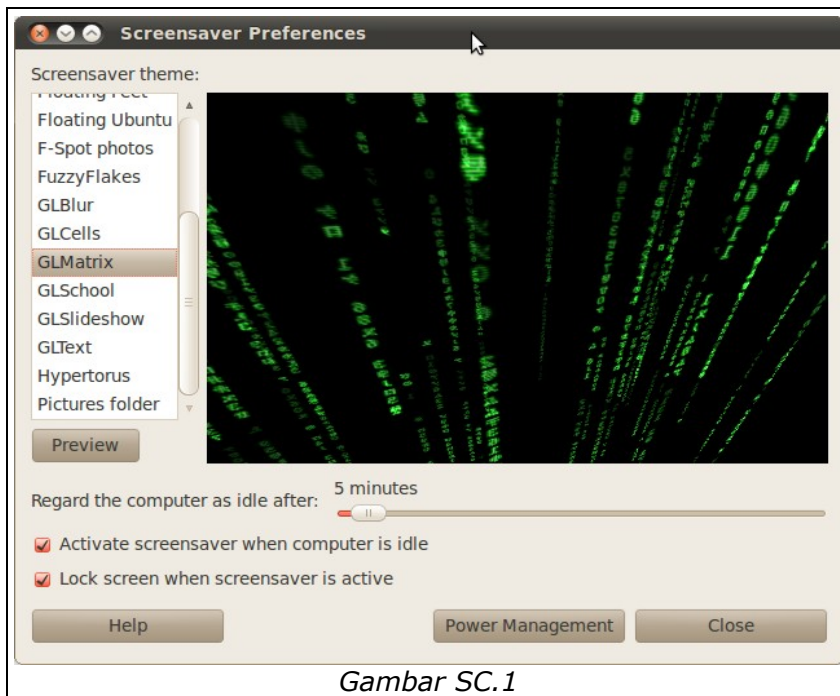 Screensaver Preferences
Screensaver theme:
Floating Feet
Floating Ubuntu
F-Spot photos
FuzzyFlakes
GLBlur
GLCells
GLMatrix
GLSchool
GLSlideshow
GLText
Hypertorus
Pictures folder
Preview
Regard the computer as idle after: 5 minutes
Activate screensaver when computer is idle
Lock screen when screensaver is active
Help Power Management Close
Gambar SC.1